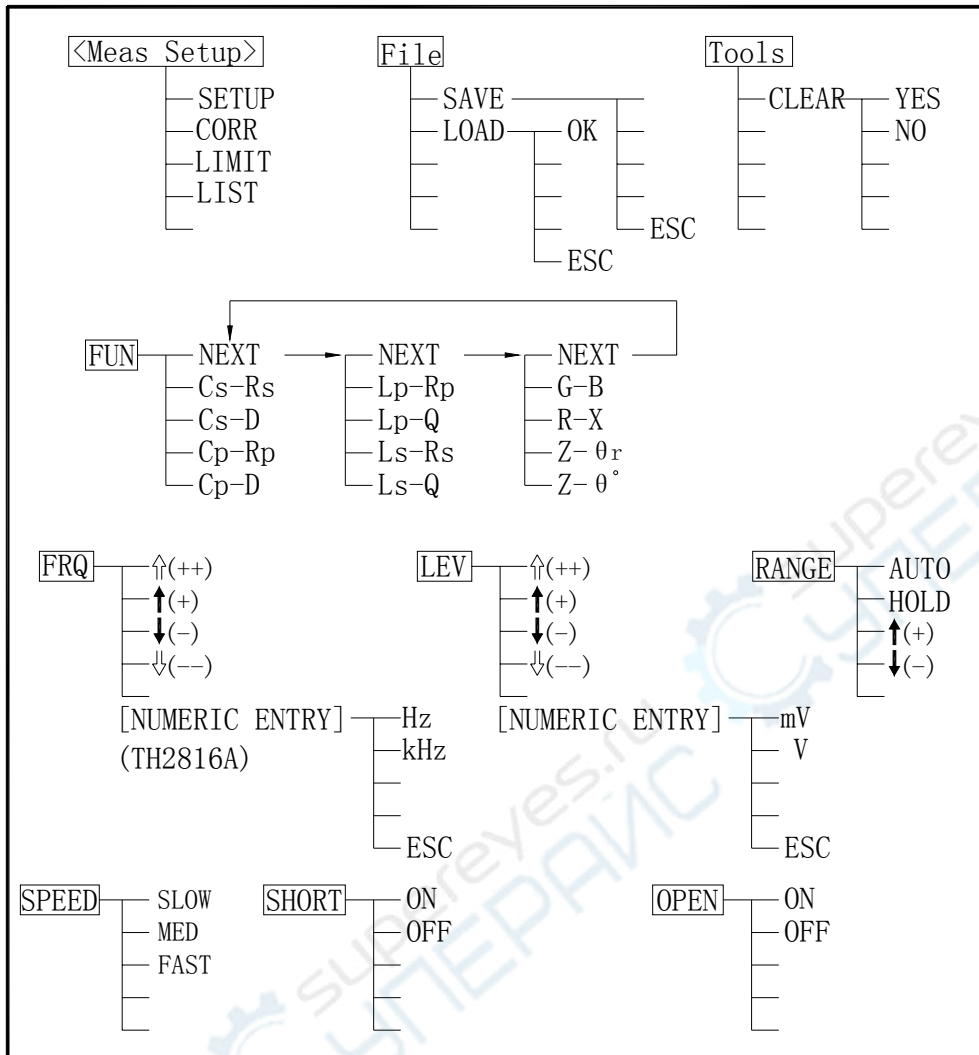 <Meas Setup>
SETUP
CORR
LIMIT
LIST
File
SAVE
ESC
LOAD
OK
ESC
Tools
CLEAR
YES
NO
FUN
NEXT
Cs-Rs
Cs-D
Cp-Rp
Cp-D
NEXT
Lp-Rp
Lp-Q
Ls-Rs
Ls-Q
NEXT
G-B
R-X
Z-θr
Z-θ°
FRQ
⇧(++)
⬆(+)
⬇(-)
⇩(--)
[NUMERIC ENTRY]
(TH2816A)
Hz
kHz
ESC
LEV
⇧(++)
⬆(+)
⬇(-)
⇩(--)
[NUMERIC ENTRY]
mV
V
ESC
RANGE
AUTO
HOLD
⬆(+)
⬇(-)
SPEED
SLOW
MED
FAST
SHORT
ON
OFF
OPEN
ON
OFF
supereyes.ru
СУПЕРАЙС